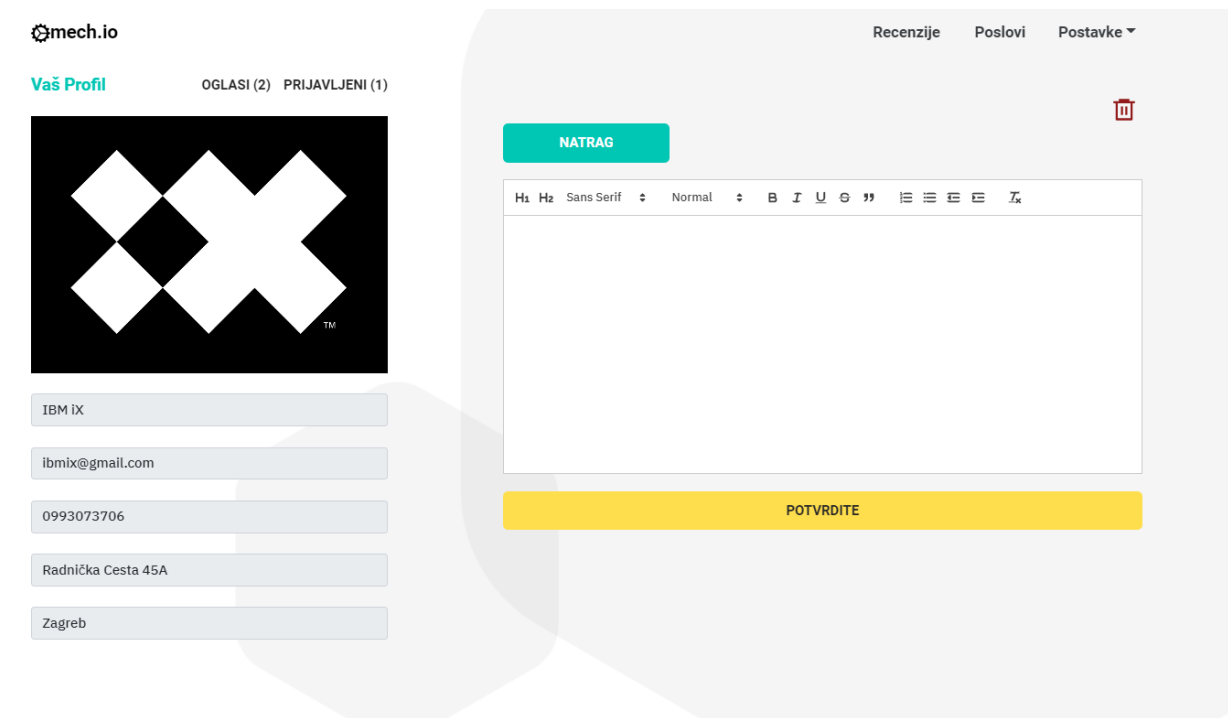 mech.io
Recenzije Poslovi Postavke
Vaš Profil OGLASI (2) PRIJAVLJENI (1)
TM
IBM iX
ibmix@gmail.com
0993073706
Radnička Cesta 45A
Zagreb
NATRAG
H1 H2 Sans Serif Normal B I U S ” Tx
POTVRDITE